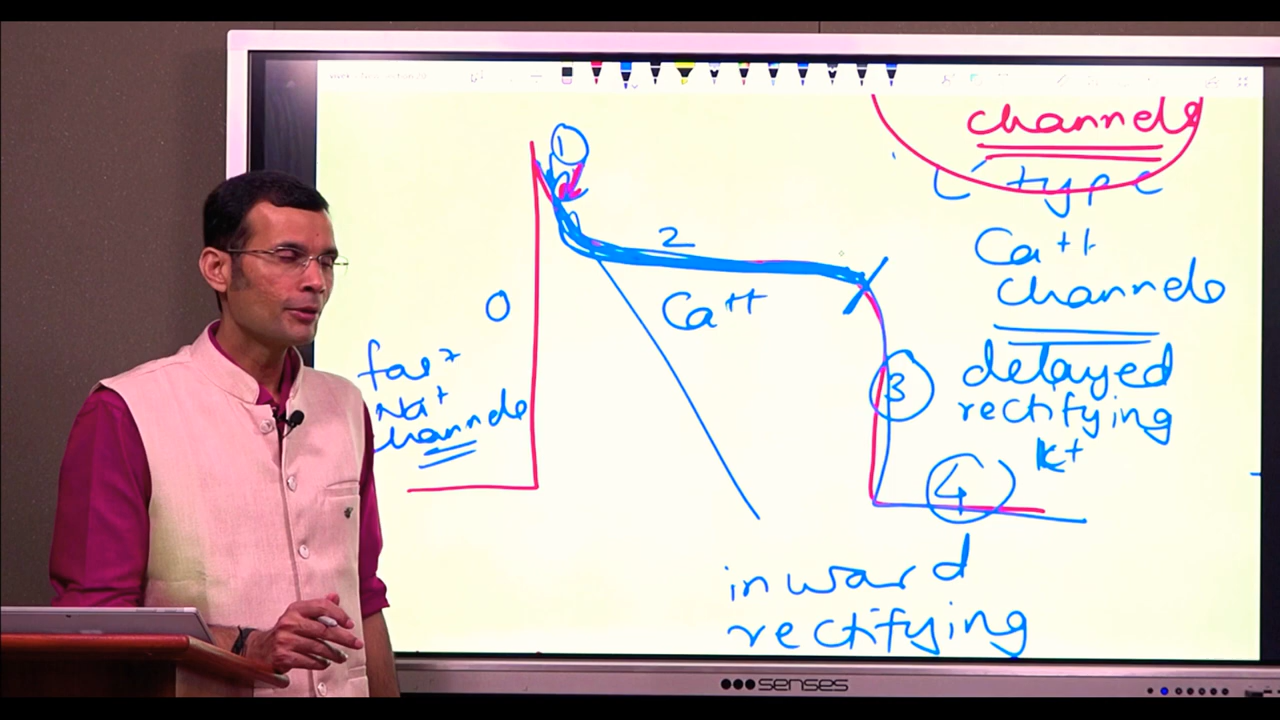 channels
L type
Ca++
channels
delayed
rectifying
K+
1
2
Ca++
0
fast
Na+
channels
3
4
inward
rectifying
senses